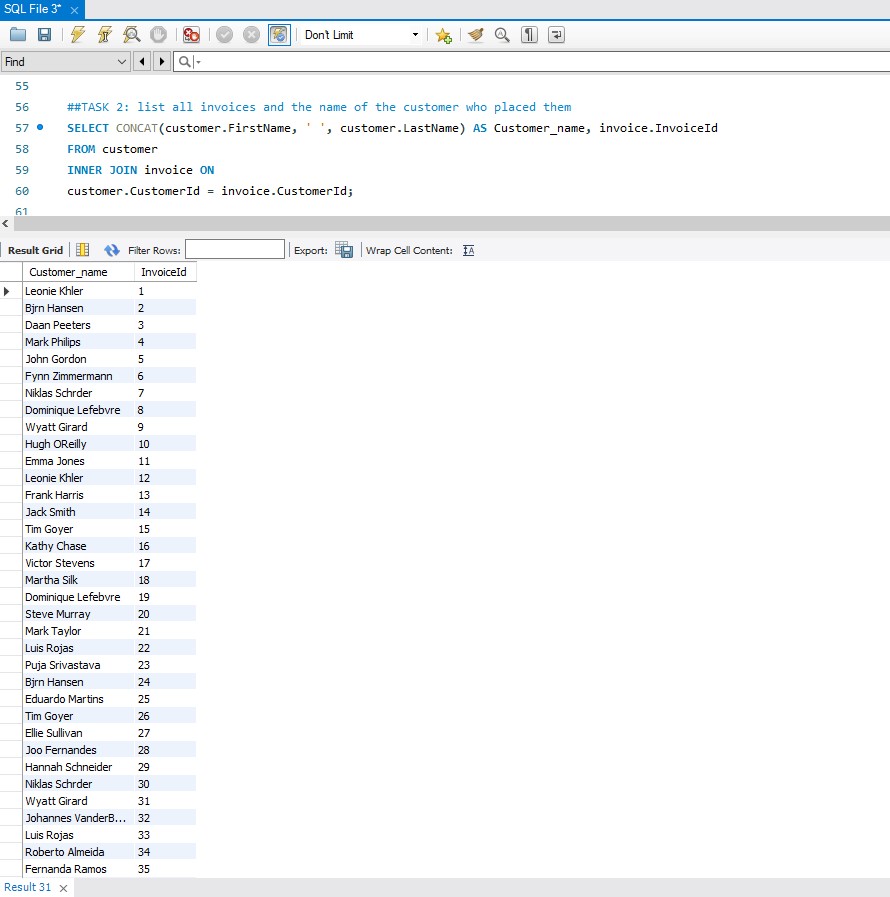 SQL File 3*
Don't Limit
Find
55
56 ##TASK 2: list all invoices and the name of the customer who placed them
57 SELECT CONCAT(customer.FirstName, ' ', customer.LastName) AS Customer_name, invoice.InvoiceId
58 FROM customer
59 INNER JOIN invoice ON
60 customer.CustomerId = invoice.CustomerId;
61
Result Grid Filter Rows: Export: Wrap Cell Content:
Customer_name InvoiceId
Leonie Khler 1
Bjrn Hansen 2
Daan Peeters 3
Mark Philips 4
John Gordon 5
Fynn Zimmermann 6
Niklas Schrder 7
Dominique Lefebvre 8
Wyatt Girard 9
Hugh OReilly 10
Emma Jones 11
Leonie Khler 12
Frank Harris 13
Jack Smith 14
Tim Goyer 15
Kathy Chase 16
Victor Stevens 17
Martha Silk 18
Dominique Lefebvre 19
Steve Murray 20
Mark Taylor 21
Luis Rojas 22
Puja Srivastava 23
Bjrn Hansen 24
Eduardo Martins 25
Tim Goyer 26
Ellie Sullivan 27
Joo Fernandes 28
Hannah Schneider 29
Niklas Schrder 30
Wyatt Girard 31
Johannes VanderB... 32
Luis Rojas 33
Roberto Almeida 34
Fernanda Ramos 35
Result 31